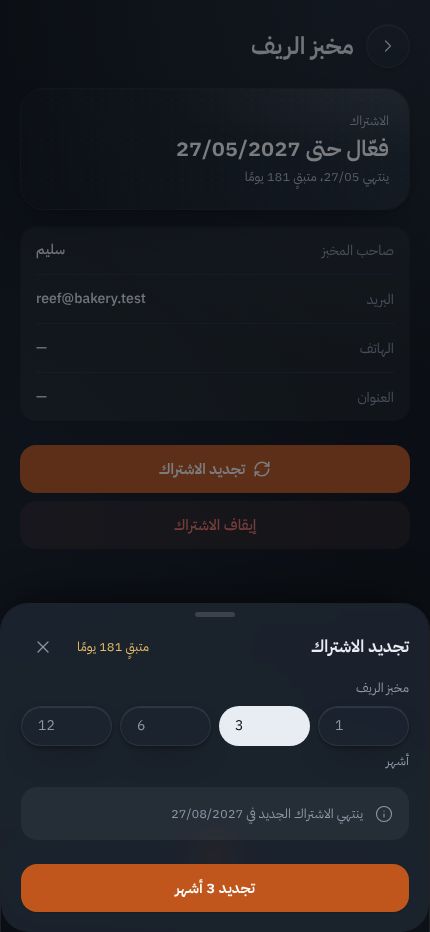 مخبز الريف
الاشتراك
فعّال حتى 27/05/2027
ينتهي 27/05، متبقٍ 181 يومًا
صاحب المخبز سليم
البريد reef@bakery.test
الهاتف —
العنوان —
تجديد الاشتراك
إيقاف الاشتراك
تجديد الاشتراك متبقٍ 181 يومًا
مخبز الريف
1 3 6 12
أشهر
ينتهي الاشتراك الجديد في 27/08/2027
تجديد 3 أشهر